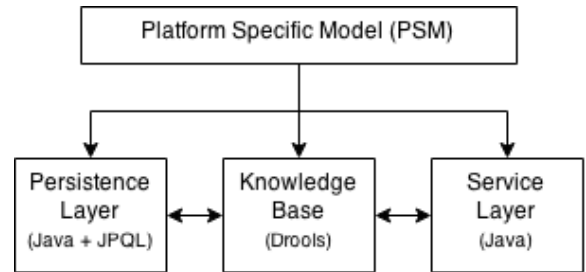 Platform Specific Model (PSM)
Persistence
Layer
(Java + JPQL)
Knowledge
Base
(Drools)
Service
Layer
(Java)